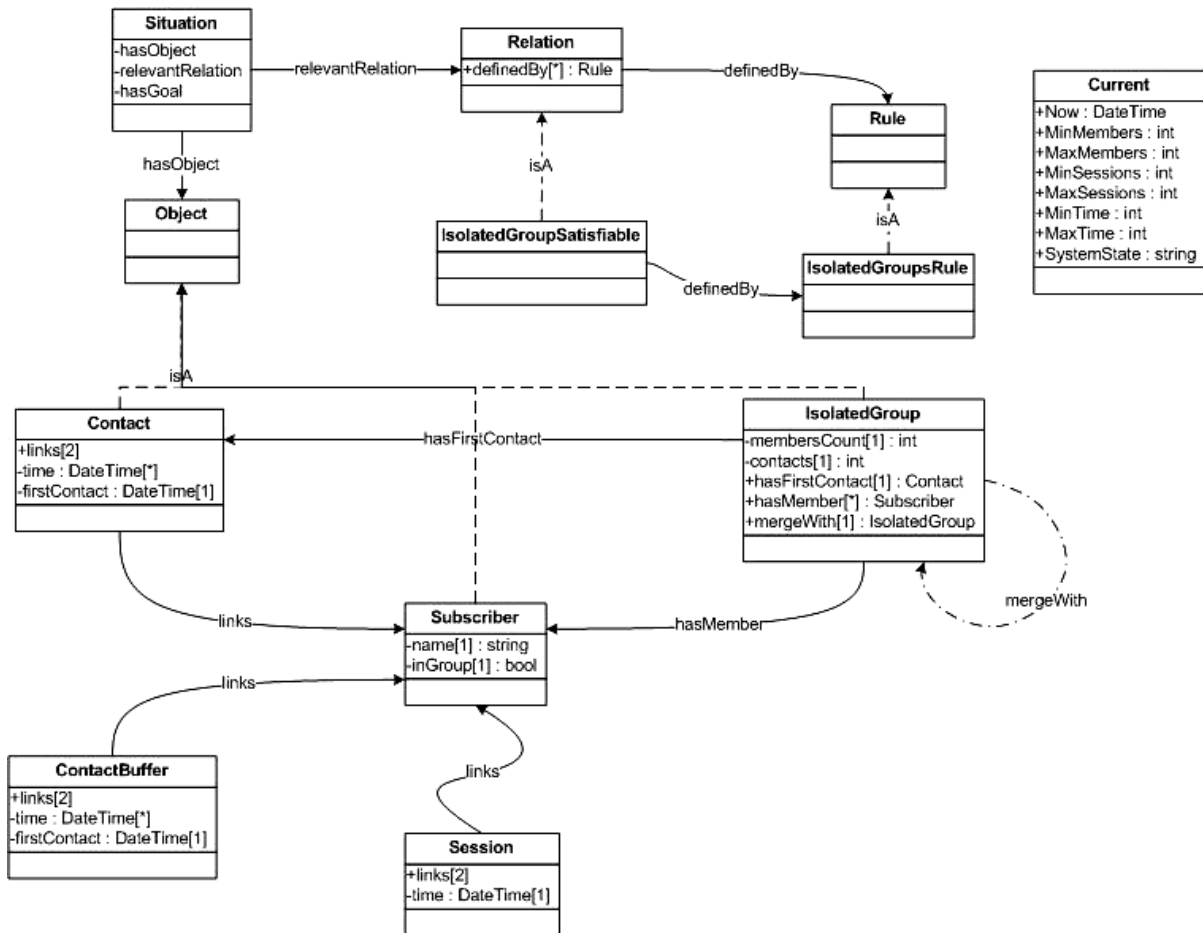 Situation
-hasObject
-relevantRelation
-hasGoal
relevantRelation
Relation
+definedBy[*] : Rule
definedBy
Rule
Current
+Now : DateTime
+MinMembers : int
+MaxMembers : int
+MinSessions : int
+MaxSessions : int
+MinTime : int
+MaxTime : int
+SystemState : string
hasObject
Object
isA
IsolatedGroupSatisfiable
definedBy
isA
IsolatedGroupsRule
isA
Contact
+links[2]
-time : DateTime[*]
-firstContact : DateTime[1]
hasFirstContact
IsolatedGroup
-membersCount[1] : int
-contacts[1] : int
+hasFirstContact[1] : Contact
+hasMember[*] : Subscriber
+mergeWith[1] : IsolatedGroup
mergeWith
links
Subscriber
-name[1] : string
-inGroup[1] : bool
hasMember
links
ContactBuffer
+links[2]
-time : DateTime[*]
-firstContact : DateTime[1]
links
Session
+links[2]
-time : DateTime[1]